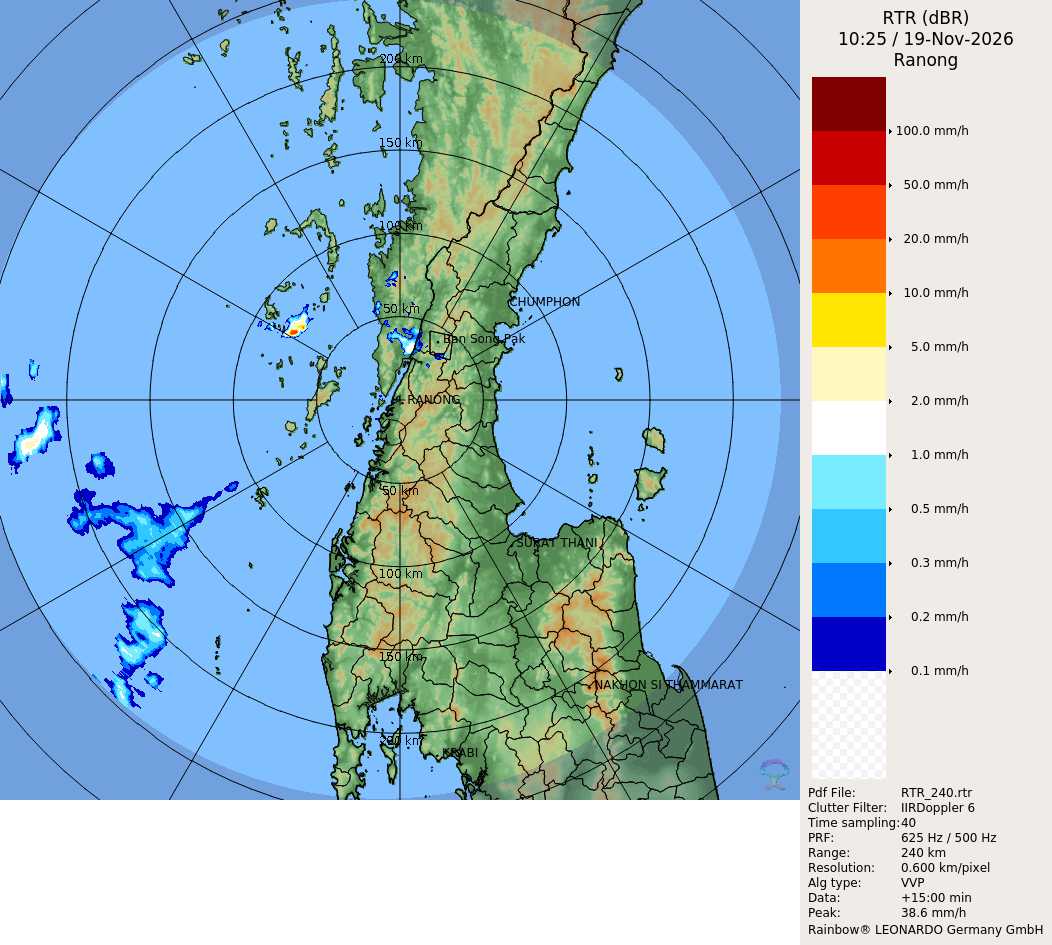 RTR (dBR)
10:25 / 19-Nov-2026
Ranong
200 km
150 km
100 km
50 km
CHUMPHON
Ban Song Pak
RANONG
50 km
SURAT THANI
100 km
150 km
NAKHON SI THAMMARAT
200 km
KRABI
100.0 mm/h
50.0 mm/h
20.0 mm/h
10.0 mm/h
5.0 mm/h
2.0 mm/h
1.0 mm/h
0.5 mm/h
0.3 mm/h
0.2 mm/h
0.1 mm/h
Pdf File: RTR_240.rtr
Clutter Filter: IIRDoppler 6
Time sampling: 40
PRF: 625 Hz / 500 Hz
Range: 240 km
Resolution: 0.600 km/pixel
Alg type: VVP
Data: +15:00 min
Peak: 38.6 mm/h
Rainbow® LEONARDO Germany GmbH